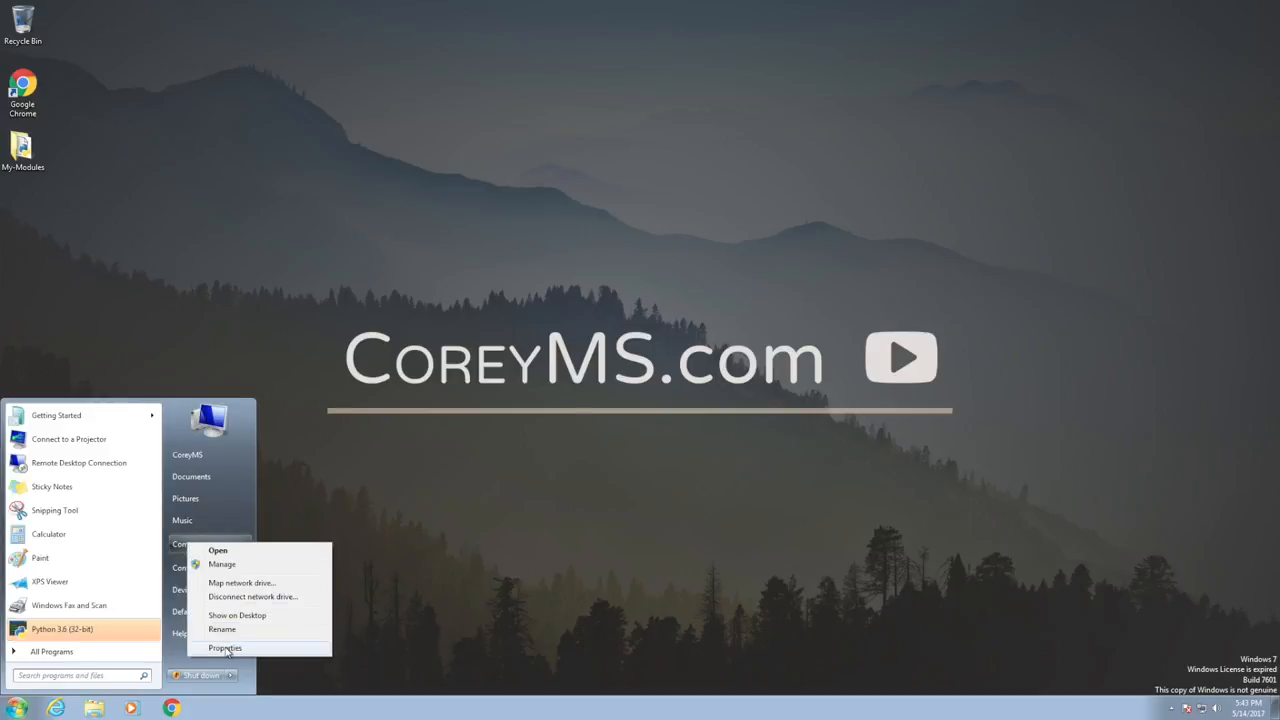 Recycle Bin
Google
Chrome
My-Modules
COREYMS.com
Getting Started
Connect to a Projector
Remote Desktop Connection
Sticky Notes
Snipping Tool
Calculator
Paint
XPS Viewer
Windows Fax and Scan
Python 3.6 (32-bit)
All Programs
Search programs and files
CoreyMS
Documents
Pictures
Music
Help
Shut down
Open
Manage
Map network drive...
Disconnect network drive...
Show on Desktop
Rename
Properties
Windows 7
Windows License is expired
Build 7601
This copy of Windows is not genuine
5:43 PM
5/14/2017